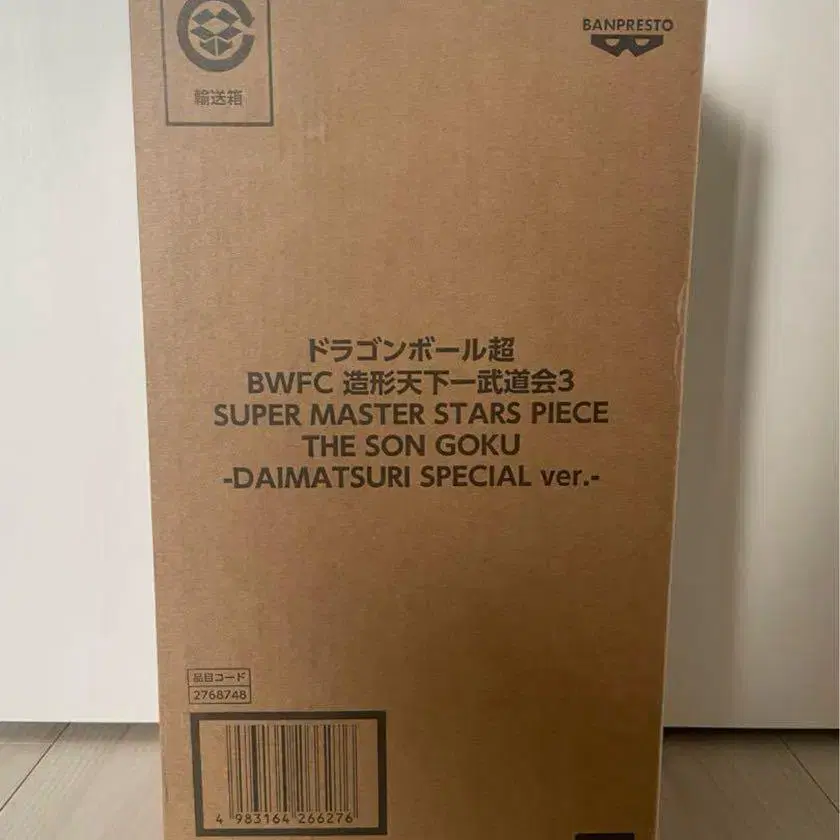 輸送箱
BANPRESTO
ドラゴンボール超
BWFC 造形天下一武道会3
SUPER MASTER STARS PIECE
THE SON GOKU
-DAIMATSURI SPECIAL ver.-
品目コード
2768748
4 983164 266276